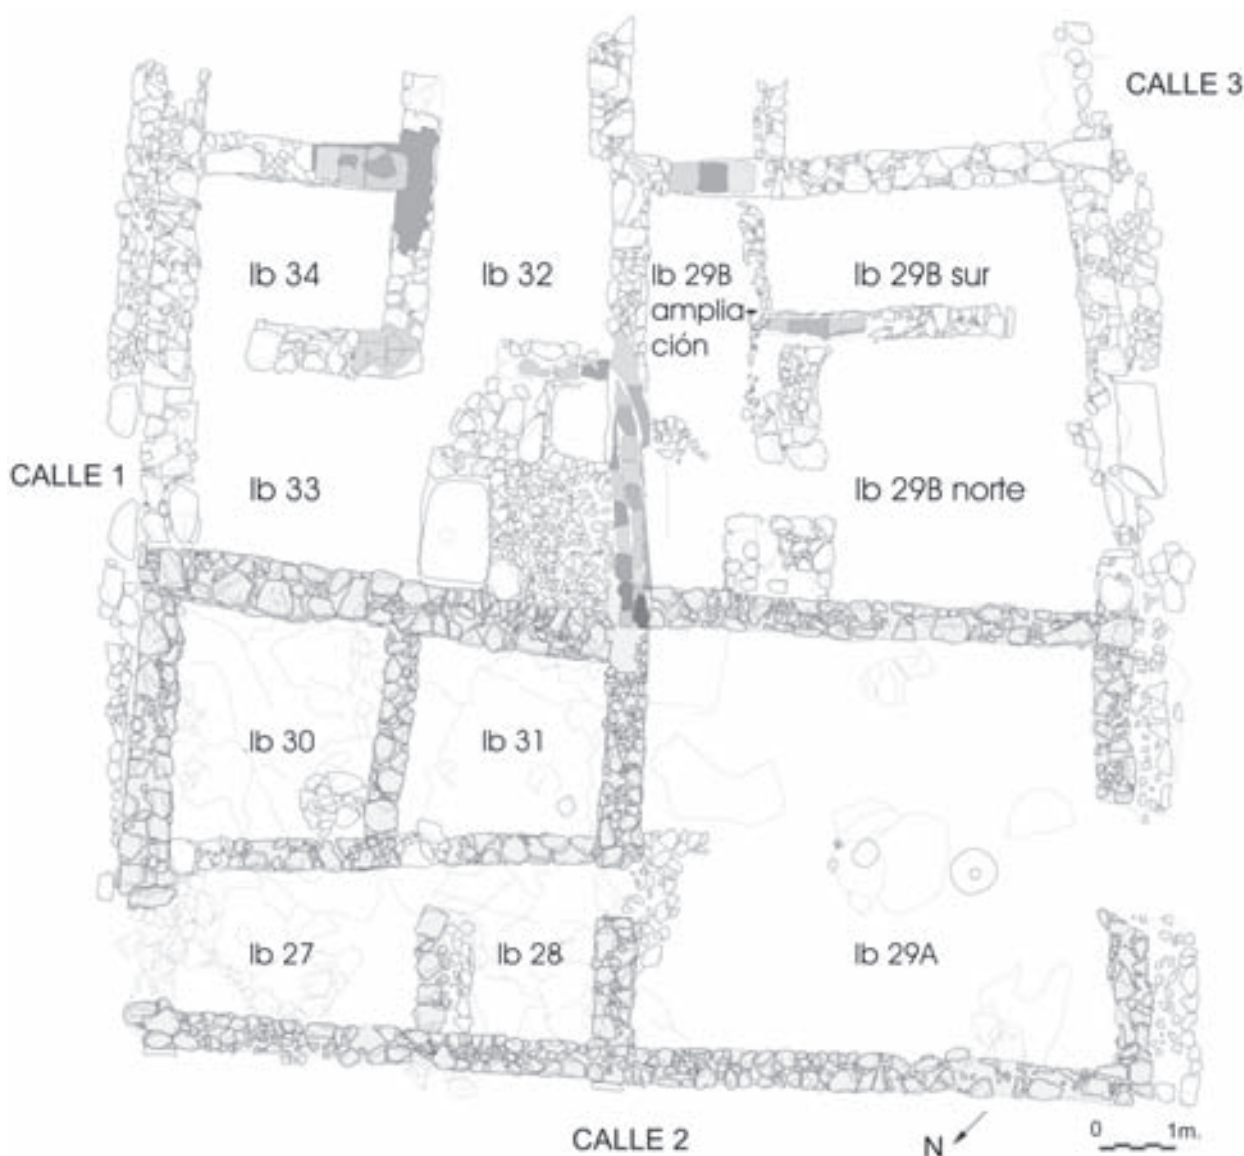 CALLE 3
Ib 34
Ib 32
Ib 29B
amplia-
ción
Ib 29B sur
CALLE 1
Ib 33
Ib 29B norte
Ib 30
Ib 31
Ib 27
Ib 28
Ib 29A
CALLE 2
N
0 1m.